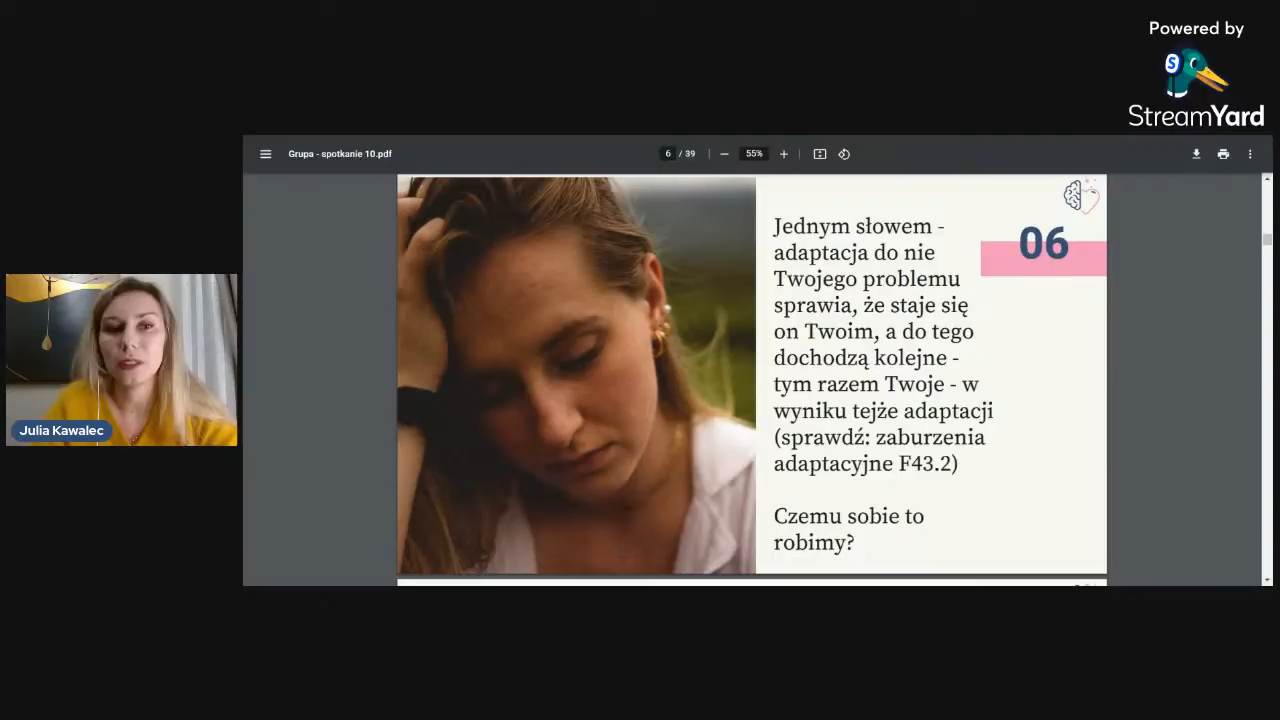 Powered by
StreamYard
Grupa - spotkanie 10.pdf
6 / 39
55%
Jednym słowem -
adaptacja do nie
Twojego problemu
sprawia, że staje się
on Twoim, a do tego
dochodzą kolejne -
tym razem Twoje - w
wyniku tejże adaptacji
(sprawdź: zaburzenia
adaptacyjne F43.2)
Czemu sobie to
robimy?
06
Julia Kawalec